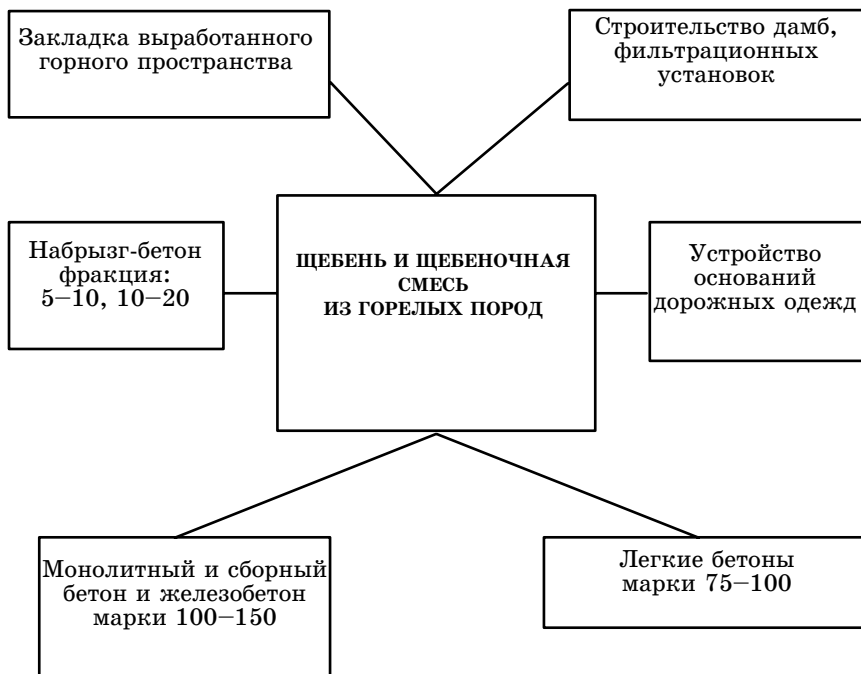 Закладка выработанного
горного пространства
Строительство дамб,
фильтрационных
установок
Набрызг-бетон
фракция:
5–10, 10–20
ЩЕБЕНЬ И ЩЕБЕНОЧНАЯ
СМЕСЬ
ИЗ ГОРЕЛЫХ ПОРОД
Устройство
оснований
дорожных одежд
Монолитный и сборный
бетон и железобетон
марки 100–150
Легкие бетоны
марки 75–100